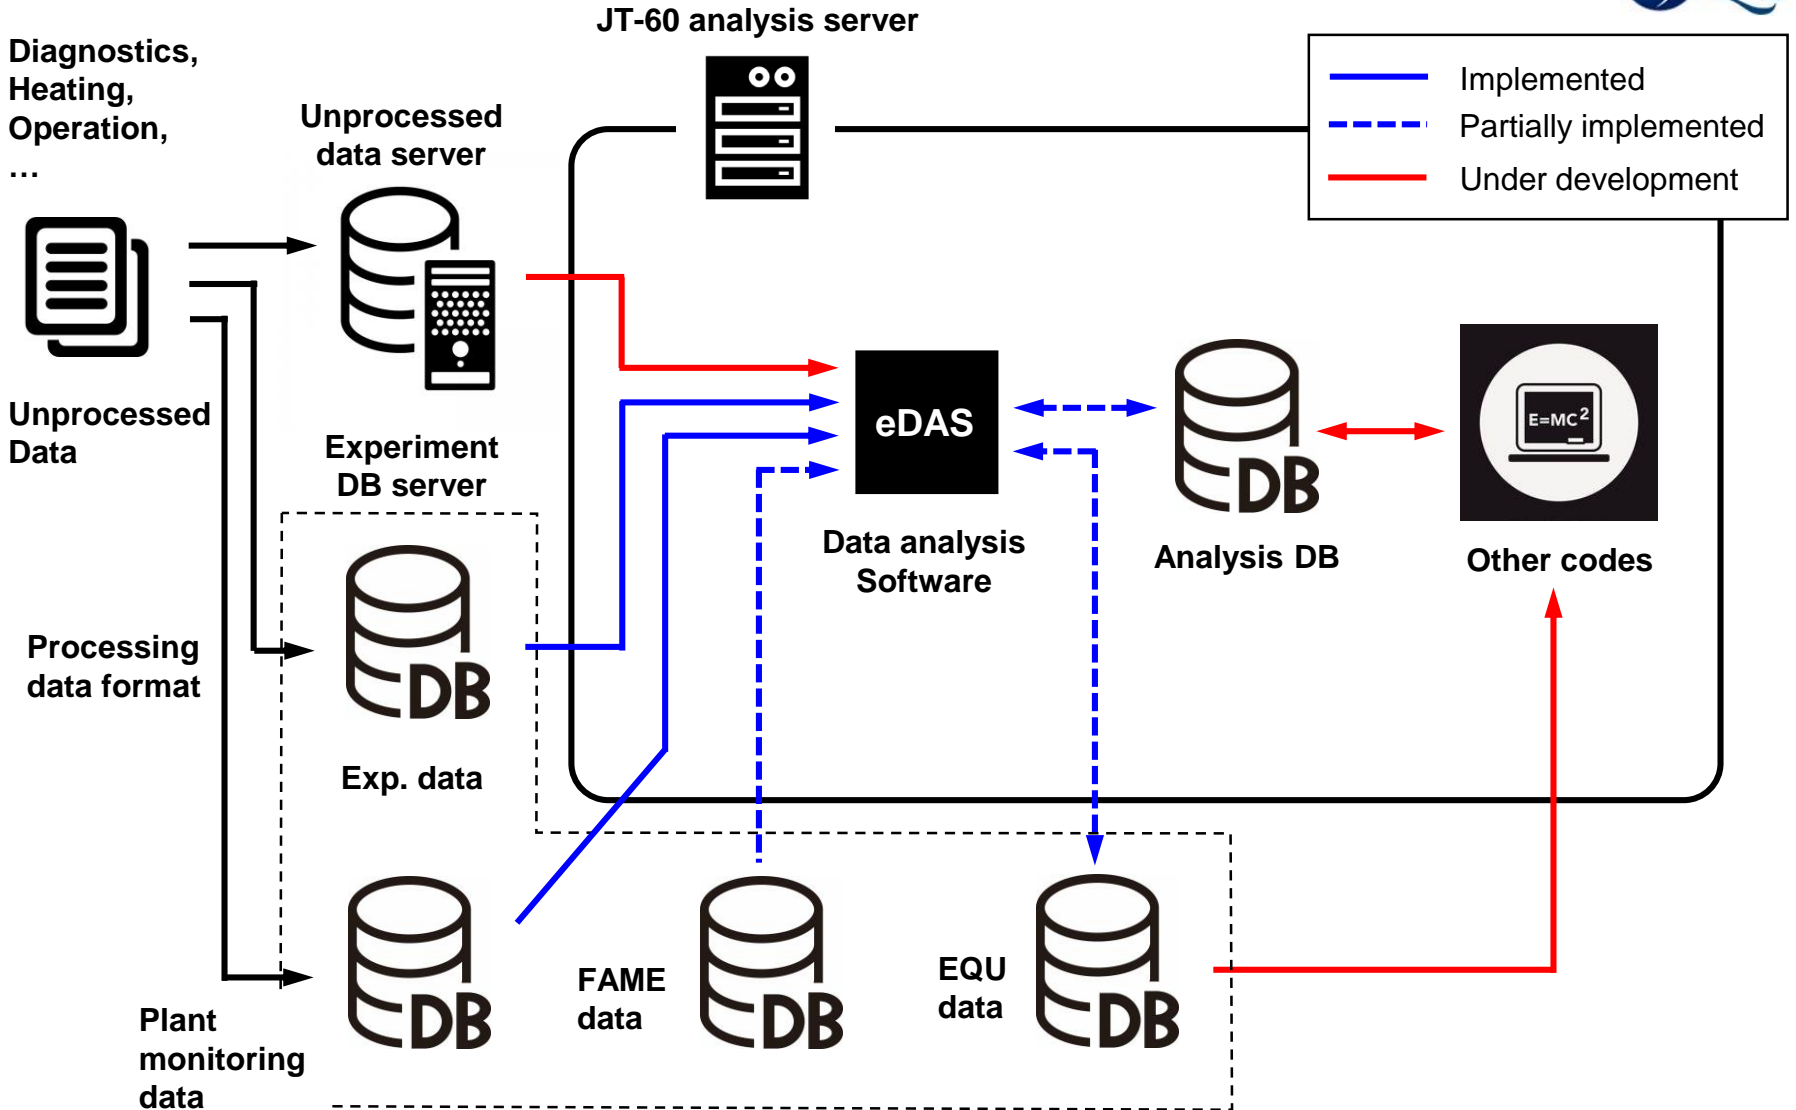 JT-60 analysis server
Diagnostics,
Heating,
Operation,
…
Implemented
Partially implemented
Under development
Unprocessed
data server
Unprocessed
Data
eDAS
DB
E=MC²
Experiment
DB server
Data analysis
Software
Analysis DB
Other codes
Processing
data format
DB
Exp. data
Plant
monitoring
data
DB
FAME
data
DB
EQU
data
DB